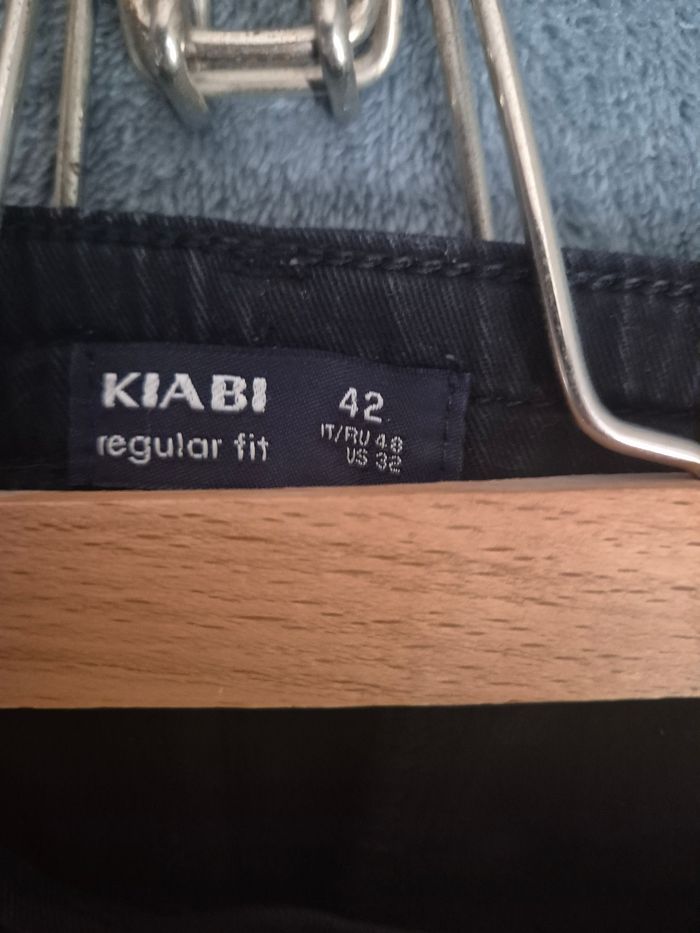 KIABI
regular fit
42
IT/RU 48
US 32